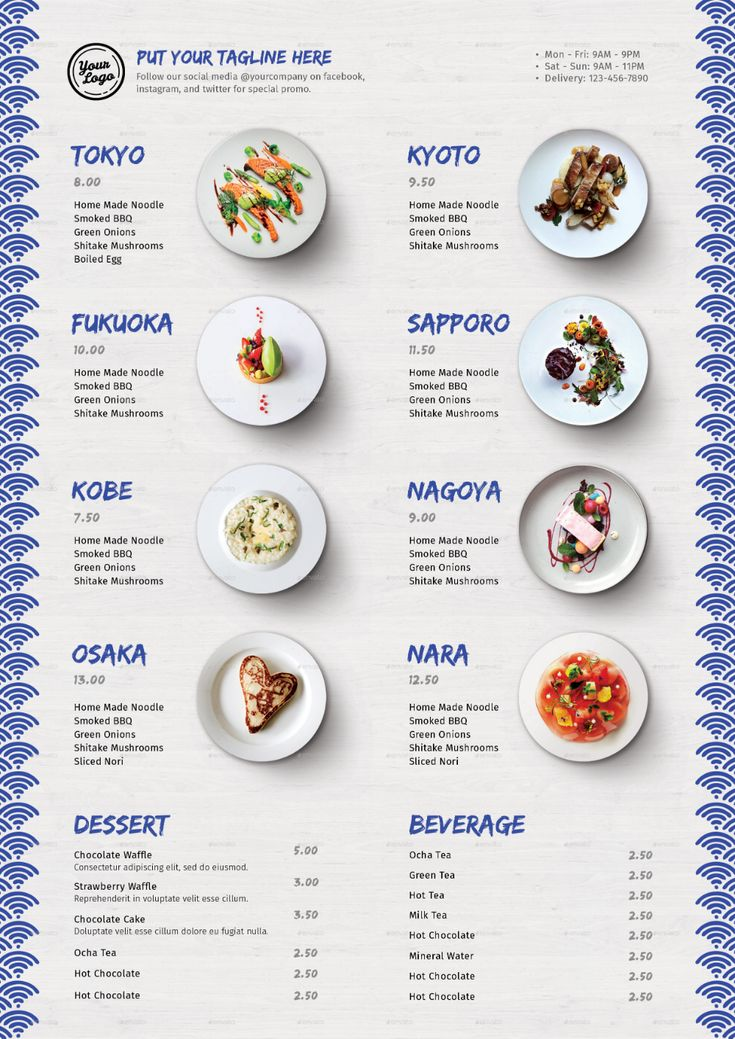 Your
Logo
PUT YOUR TAGLINE HERE
Follow our social media @yourcompany on facebook,
instagram, and twitter for special promo.
• Mon - Fri: 9AM - 9PM
• Sat - Sun: 9AM - 11PM
• Delivery: 123-456-7890
TOKYO
8.00
Home Made Noodle
Smoked BBQ
Green Onions
Shitake Mushrooms
Boiled Egg
KYOTO
9.50
Home Made Noodle
Smoked BBQ
Green Onions
Shitake Mushrooms
FUKUOKA
10.00
Home Made Noodle
Smoked BBQ
Green Onions
Shitake Mushrooms
SAPPORO
11.50
Home Made Noodle
Smoked BBQ
Green Onions
Shitake Mushrooms
KOBE
7.50
Home Made Noodle
Smoked BBQ
Green Onions
Shitake Mushrooms
NAGOYA
9.00
Home Made Noodle
Smoked BBQ
Green Onions
Shitake Mushrooms
OSAKA
13.00
Home Made Noodle
Smoked BBQ
Green Onions
Shitake Mushrooms
Sliced Nori
NARA
12.50
Home Made Noodle
Smoked BBQ
Green Onions
Shitake Mushrooms
Sliced Nori
DESSERT
Chocolate Waffle 5.00
Consectetur adipiscing elit, sed do eiusmod.
Strawberry Waffle 3.00
Reprehenderit in voluptate velit esse cillum.
Chocolate Cake 3.50
Doluptate velit esse cillum dolore eu fugiat nulla.
Ocha Tea 2.50
Hot Chocolate 2.50
Hot Chocolate 2.50
BEVERAGE
Ocha Tea 2.50
Green Tea 2.50
Hot Tea 2.50
Milk Tea 2.50
Hot Chocolate 2.50
Mineral Water 2.50
Hot Chocolate 2.50
Hot Chocolate 2.50